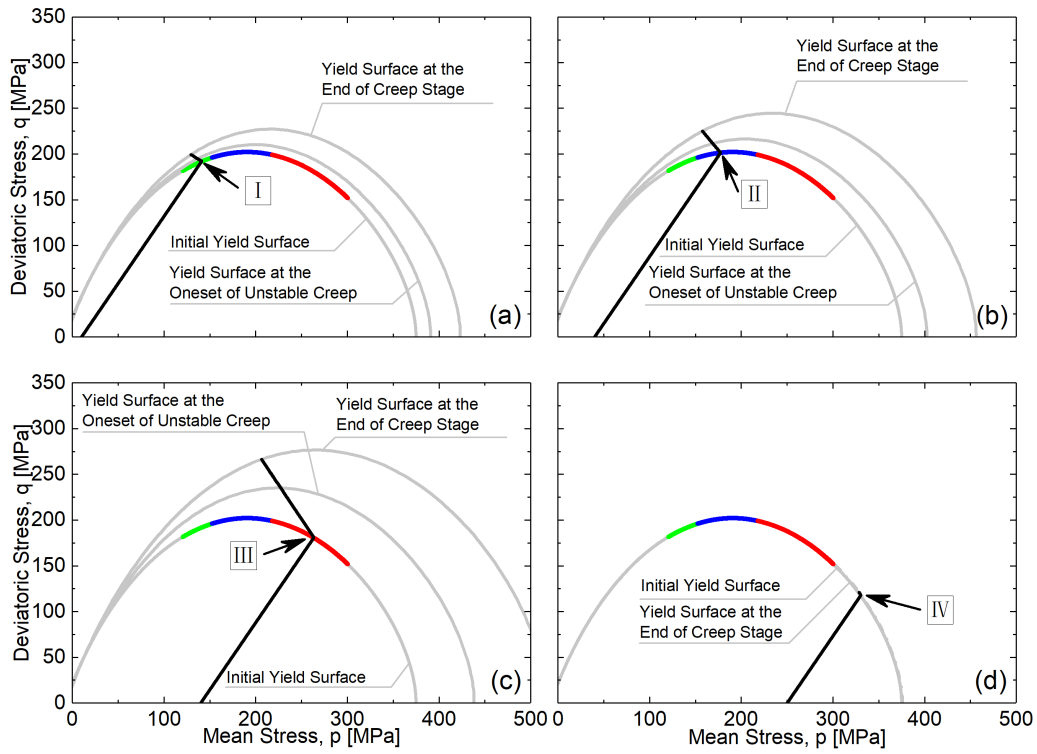 350
300
250
200
150
100
50
0
Deviatoric Stress, q [MPa]
Yield Surface at the
End of Creep Stage
I
Initial Yield Surface
Yield Surface at the
Oneset of Unstable Creep
(a)
Yield Surface at the
End of Creep Stage
II
Initial Yield Surface
Yield Surface at the
Oneset of Unstable Creep
(b)
350
300
250
200
150
100
50
0
Deviatoric Stress, q [MPa]
Yield Surface at the
Oneset of Unstable Creep
Yield Surface at the
End of Creep Stage
III
Initial Yield Surface
(c)
0 100 200 300 400 500
Mean Stress, p [MPa]
Initial Yield Surface
Yield Surface at the
End of Creep Stage
IV
(d)
0 100 200 300 400 500
Mean Stress, p [MPa]